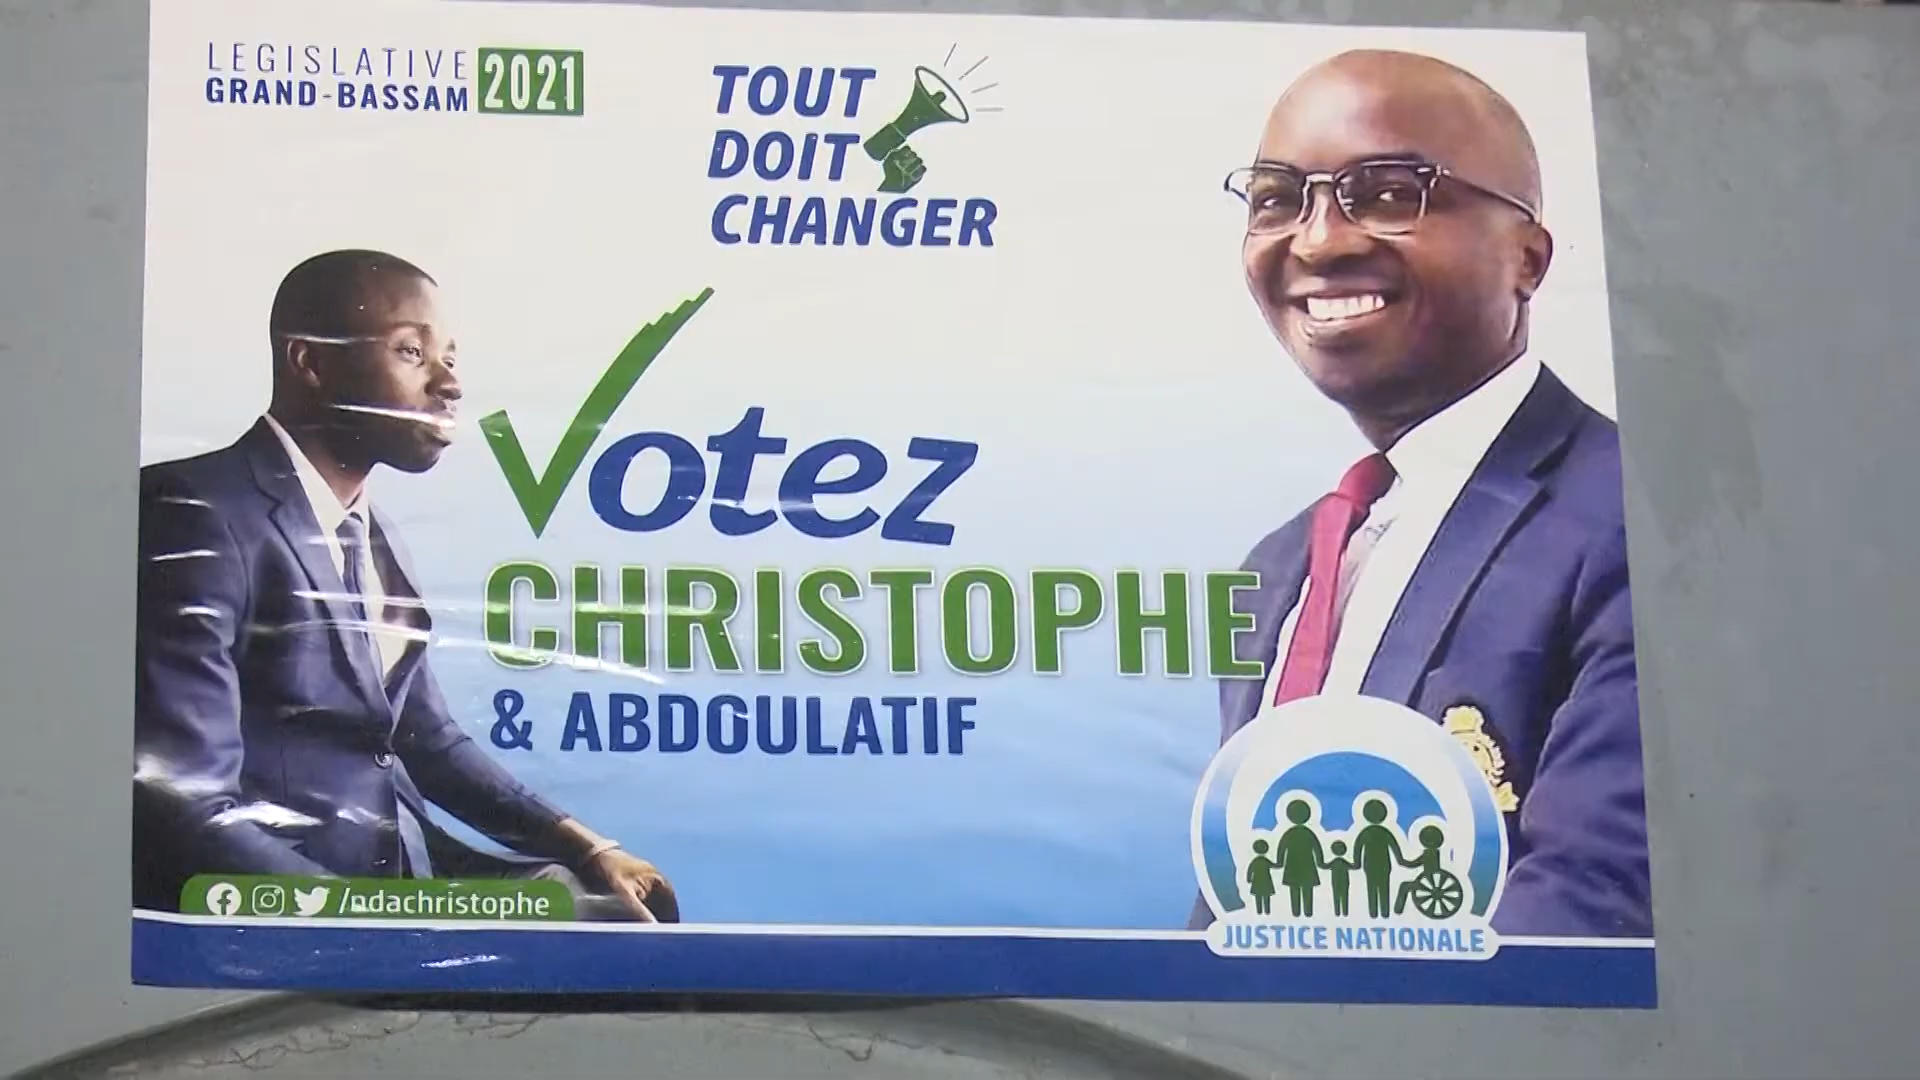 LEGISLATIVE
GRAND-BASSAM 2021
TOUT
DOIT
CHANGER
Votez
CHRISTOPHE
& ABDOULATIF
/ndachristophe
JUSTICE NATIONALE